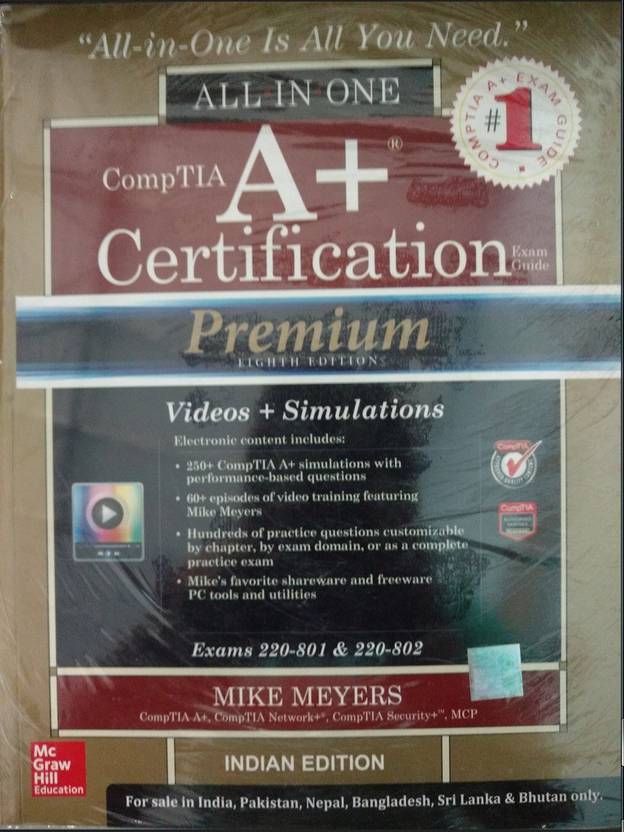 "All-in-One Is All You Need."
ALL·IN·ONE
COMPTIA A+ EXAM GUIDE
#1
CompTIA
A+®
Certification
Exam
Guide
Premium
EIGHTH EDITION
Videos + Simulations
Electronic content includes:
• 250+ CompTIA A+ simulations with
performance-based questions
• 60+ episodes of video training featuring
Mike Meyers
• Hundreds of practice questions customizable
by chapter, by exam domain, or as a complete
practice exam
• Mike's favorite shareware and freeware
PC tools and utilities
CompTIA
CompTIA
Exams 220-801 & 220-802
MIKE MEYERS
CompTIA A+, CompTIA Network+®, CompTIA Security+™, MCP
Mc
Graw
Hill
Education
INDIAN EDITION
For sale in India, Pakistan, Nepal, Bangladesh, Sri Lanka & Bhutan only.